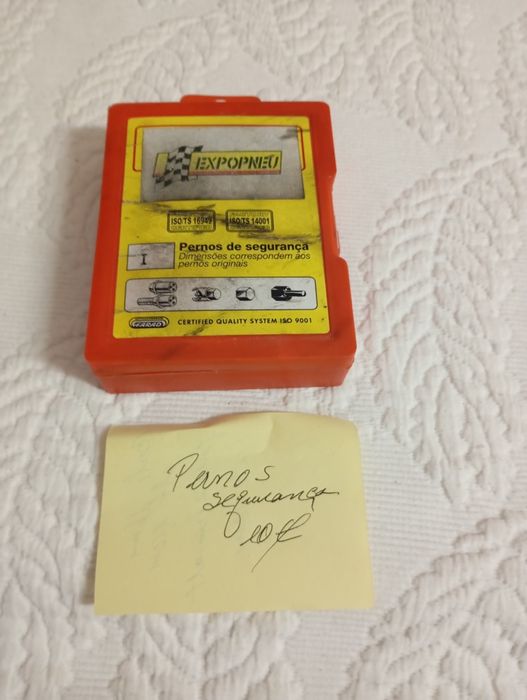 EXPOPNEU
ISO/TS 16949 ISO/TS 14001
Pernos de segurança
Dimensões correspondem aos
pernos originais
I
FARAD CERTIFIED QUALITY SYSTEM ISO 9001
Pernos
segurança
10€